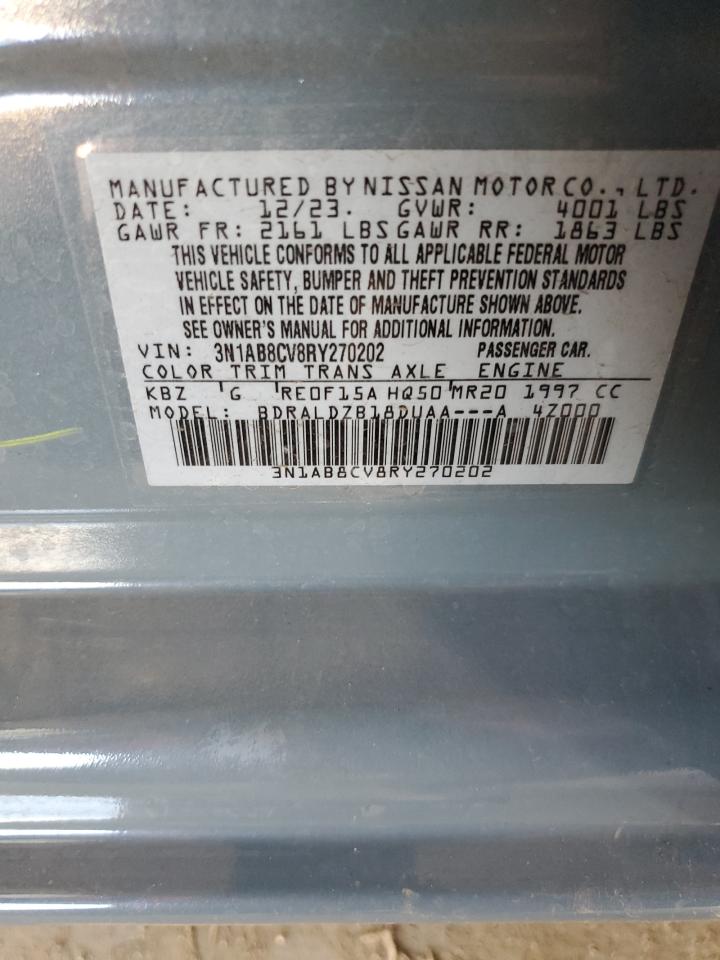 MANUFACTURED BY NISSAN MOTOR CO., LTD.
DATE: 12/23. GVWR: 4001 LBS
GAWR FR: 2161 LBS GAWR RR: 1863 LBS
THIS VEHICLE CONFORMS TO ALL APPLICABLE FEDERAL MOTOR
VEHICLE SAFETY, BUMPER AND THEFT PREVENTION STANDARDS
IN EFFECT ON THE DATE OF MANUFACTURE SHOWN ABOVE.
SEE OWNER'S MANUAL FOR ADDITIONAL INFORMATION.
VIN: 3N1AB8CV8RY270202 PASSENGER CAR.
COLOR TRIM TRANS AXLE ENGINE
KBZ G RE0F15A HQ50 MR20 1997 CC
MODEL: BDRALDZB18DUAA---A 4Z000
3N1AB8CV8RY270202